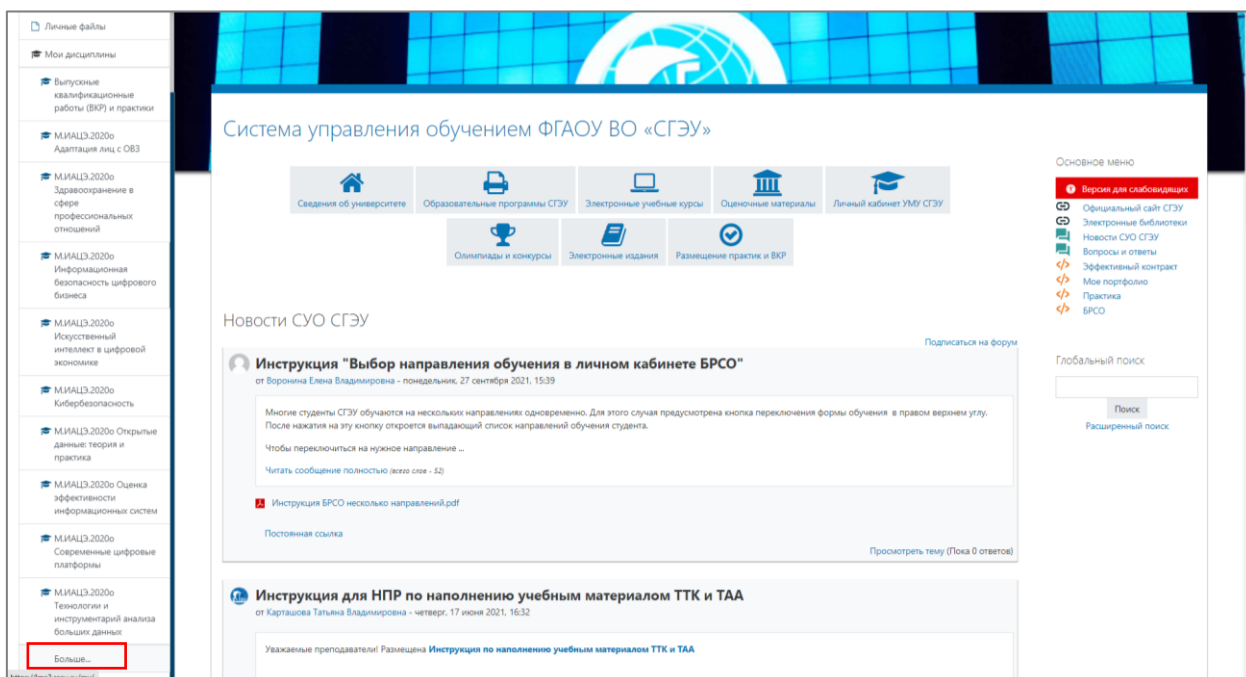 Личные файлы
Мои дисциплины
Выпускные
квалификационные
работы (ВКР) и практики
М.ИАЦЭ.2020о
Адаптация лиц с ОВЗ
М.ИАЦЭ.2020о
Здравоохранение в
сфере
профессиональных
отношений
М.ИАЦЭ.2020о
Информационная
безопасность цифрового
бизнеса
М.ИАЦЭ.2020о
Искусственный
интеллект в цифровой
экономике
М.ИАЦЭ.2020о
Кибербезопасность
М.ИАЦЭ.2020о Открытые
данные: теория и
практика
М.ИАЦЭ.2020о Оценка
эффективности
информационных систем
М.ИАЦЭ.2020о
Современные цифровые
платформы
М.ИАЦЭ.2020о
Технологии и
инструментарий анализа
больших данных
Больше...
Система управления обучением ФГАОУ ВО «СГЭУ»
Сведения об университете
Образовательные программы СГЭУ
Электронные учебные курсы
Оценочные материалы
Личный кабинет УМУ СГЭУ
Олимпиады и конкурсы
Электронные издания
Размещение практик и ВКР
Новости СУО СГЭУ
Подписаться на форум
Инструкция "Выбор направления обучения в личном кабинете БРСО"
от Воронина Елена Владимировна - понедельник, 27 сентября 2021, 15:39
Многие студенты СГЭУ обучаются на нескольких направлениях одновременно. Для этого случая предусмотрена кнопка переключения формы обучения в правом верхнем углу.
После нажатия на эту кнопку откроется выпадающий список направлений обучения студента.
Чтобы переключиться на нужное направление ...
Читать сообщение полностью (всего слов - 52)
Инструкция БРСО несколько направлений.pdf
Постоянная ссылка
Просмотреть тему (Пока 0 ответов)
Инструкция для НПР по наполнению учебным материалом ТТК и ТАА
от Карташова Татьяна Владимировна - четверг, 17 июня 2021, 16:32
Уважаемые преподаватели! Размещена Инструкция по наполнению учебным материалом ТТК и ТАА
Основное меню
Версия для слабовидящих
Официальный сайт СГЭУ
Электронные библиотеки
Новости СУО СГЭУ
Вопросы и ответы
Эффективный контракт
Мое портфолио
Практика
БРСО
Глобальный поиск
Поиск
Расширенный поиск